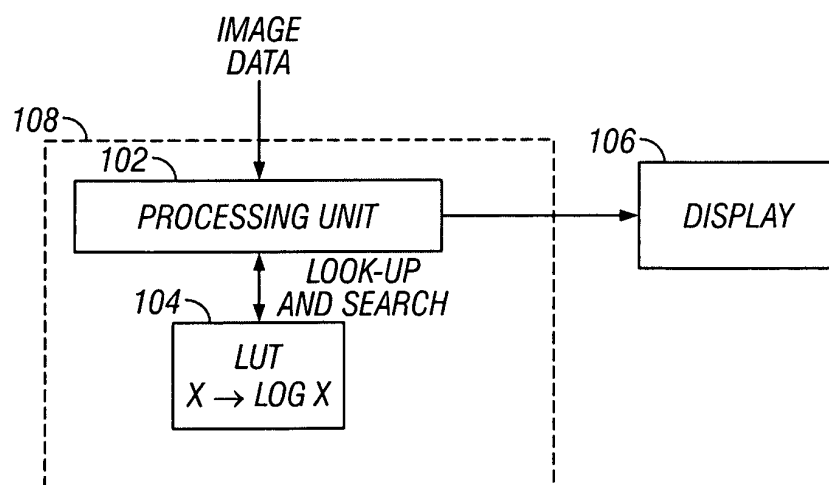 IMAGE
DATA
108
102
106
PROCESSING UNIT
DISPLAY
LOOK-UP
AND SEARCH
104
LUT
X → LOG X